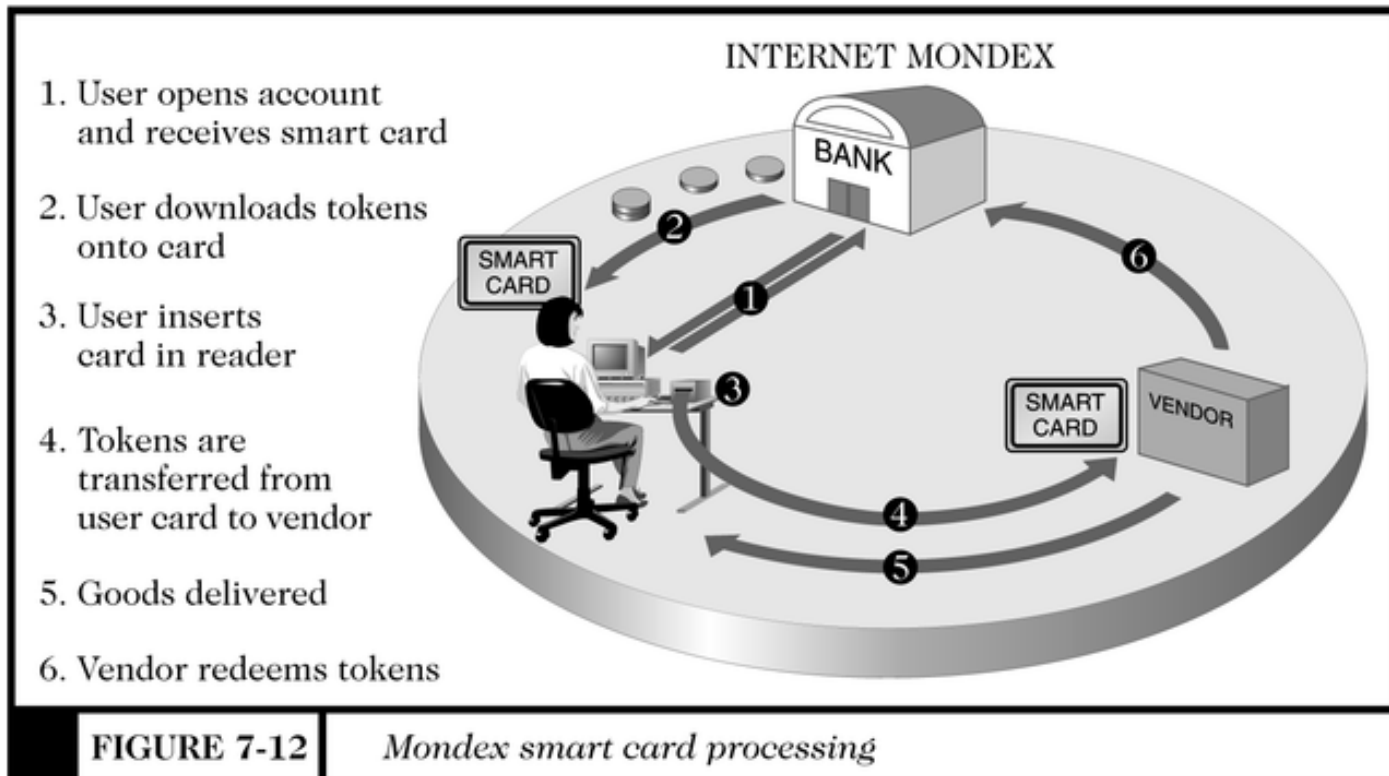 INTERNET MONDEX
1. User opens account
and receives smart card
2. User downloads tokens
onto card
3. User inserts
card in reader
4. Tokens are
transferred from
user card to vendor
5. Goods delivered
6. Vendor redeems tokens
BANK
2
SMART
CARD
1
6
3
SMART
CARD
VENDOR
4
5
FIGURE 7-12
Mondex smart card processing